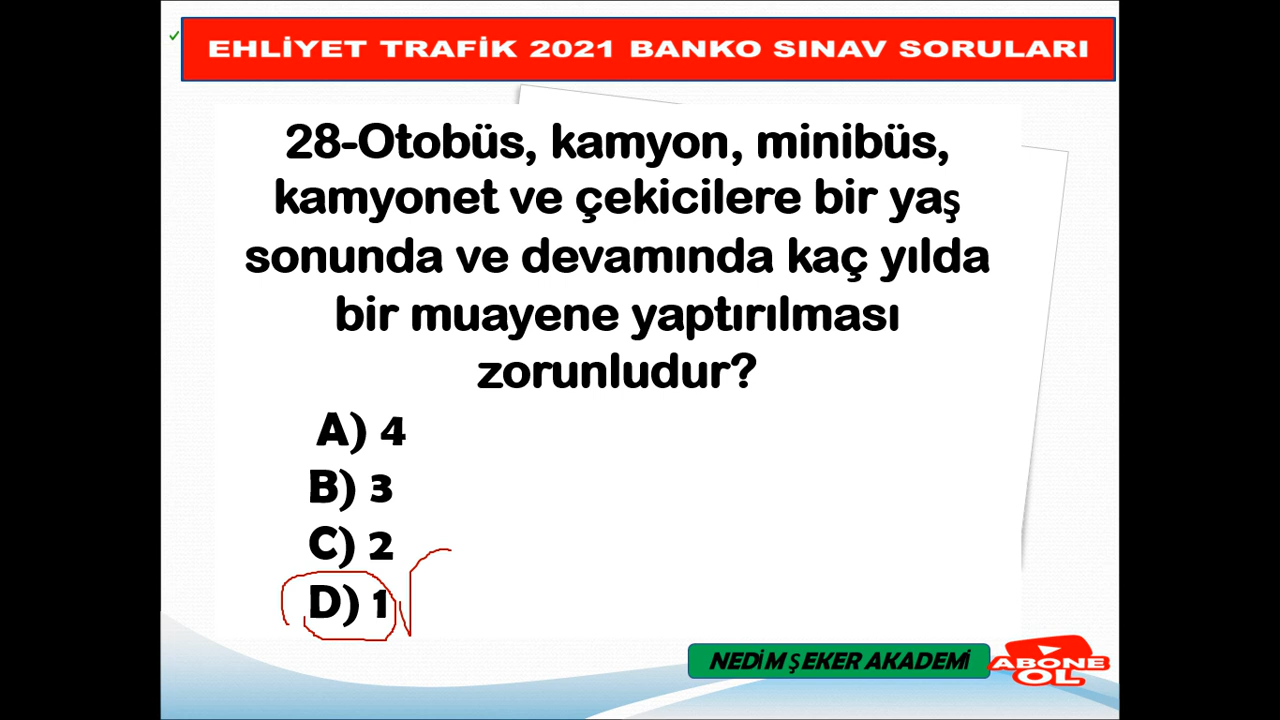 EHLİYET TRAFİK 2021 BANKO SINAV SORULARI
28-Otobüs, kamyon, minibüs,
kamyonet ve çekicilere bir yaş
sonunda ve devamında kaç yılda
bir muayene yaptırılması
zorunludur?
A) 4
B) 3
C) 2
D) 1
NEDİM ŞEKER AKADEMİ
ABONE
OL